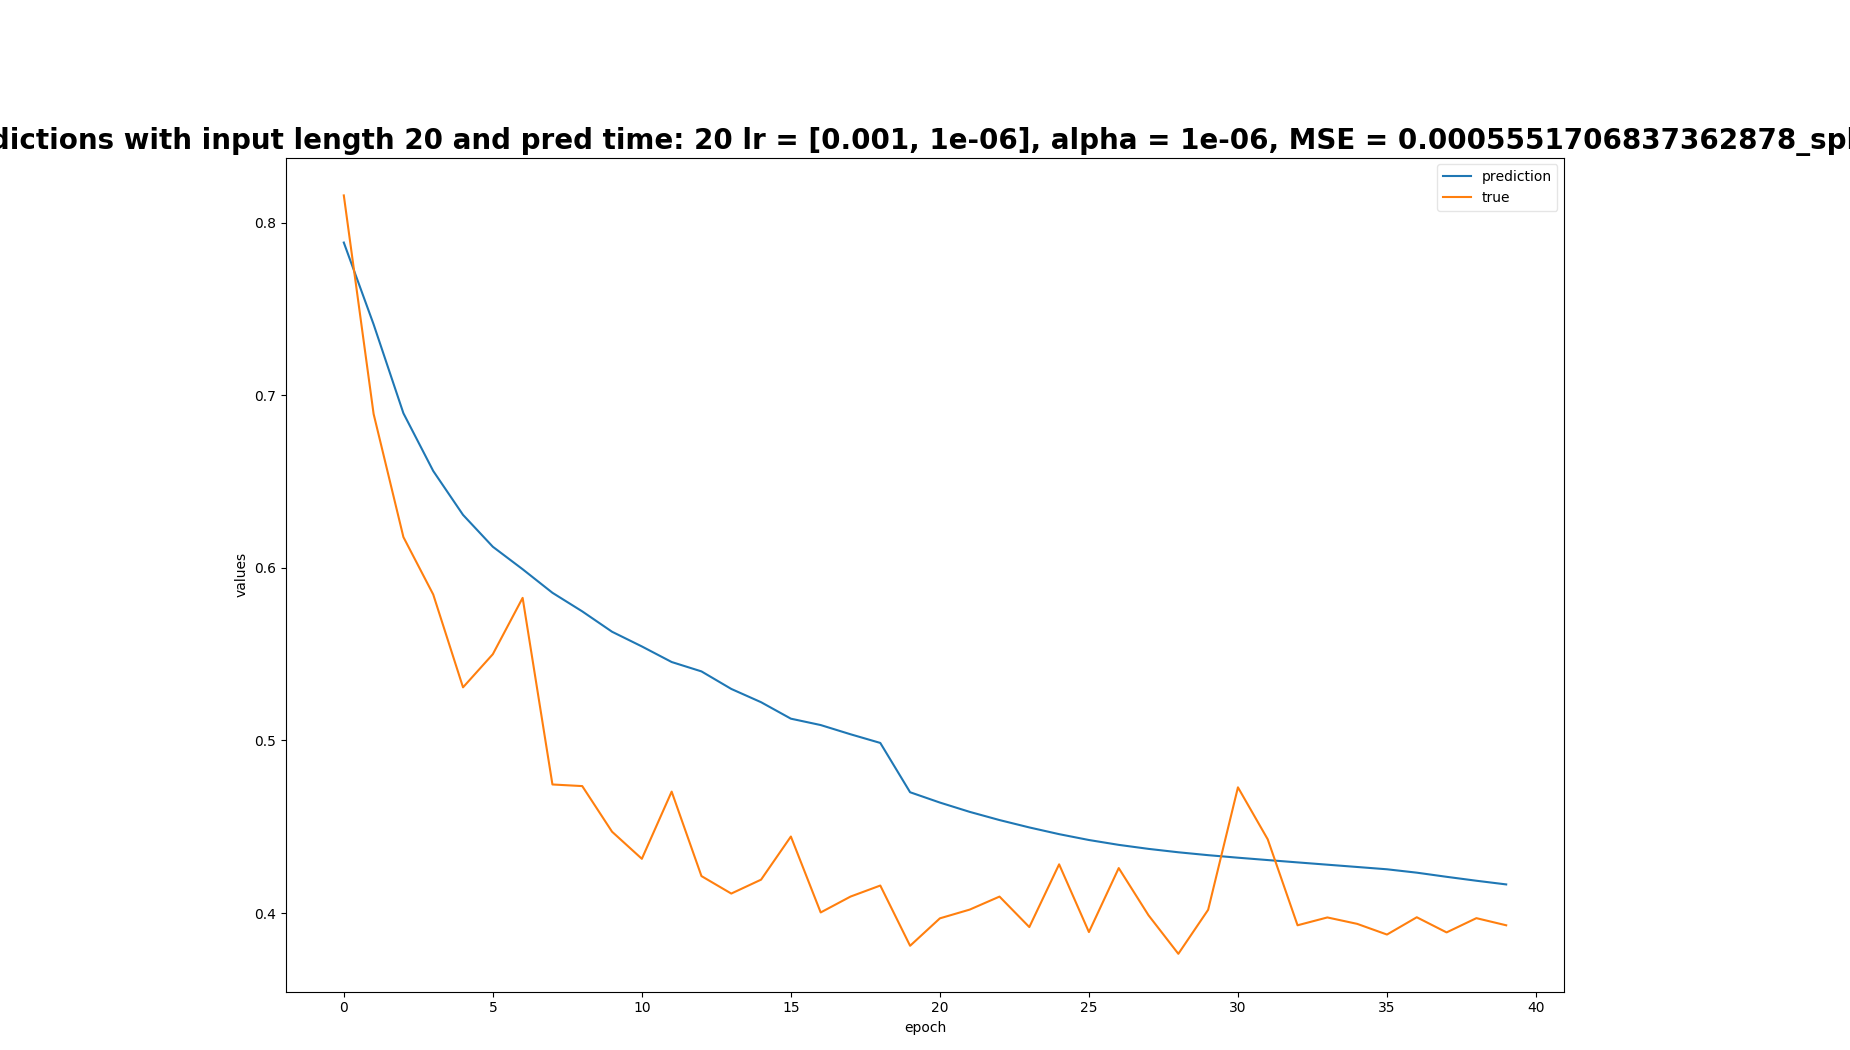 dictions with input length 20 and pred time: 20 lr = [0.001, 1e-06], alpha = 1e-06, MSE = 0.0005551706837362878_spl
prediction
true
0.8
0.7
0.6
0.5
0.4
values
0 5 10 15 20 25 30 35 40
epoch